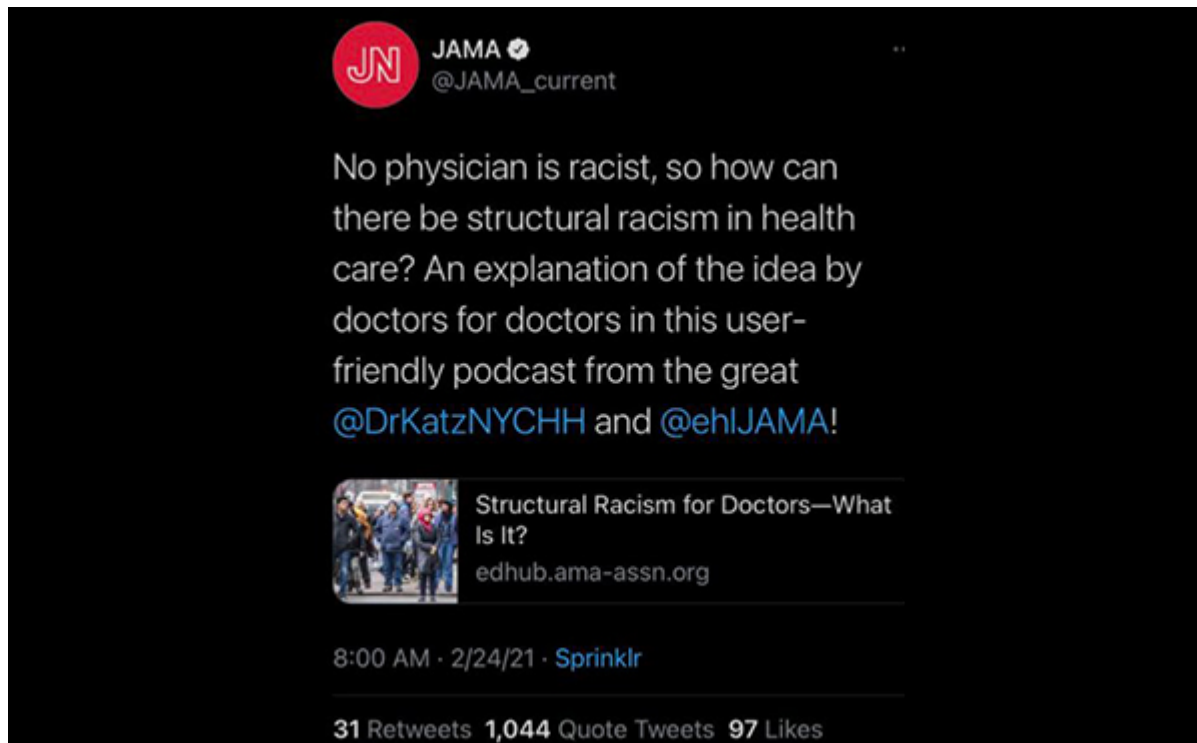 JN
JAMA
@JAMA_current
No physician is racist, so how can
there be structural racism in health
care? An explanation of the idea by
doctors for doctors in this user-
friendly podcast from the great
@DrKatzNYCHH and @ehlJAMA!
Structural Racism for Doctors—What
Is It?
edhub.ama-assn.org
8:00 AM · 2/24/21 · Sprinklr
31 Retweets 1,044 Quote Tweets 97 Likes